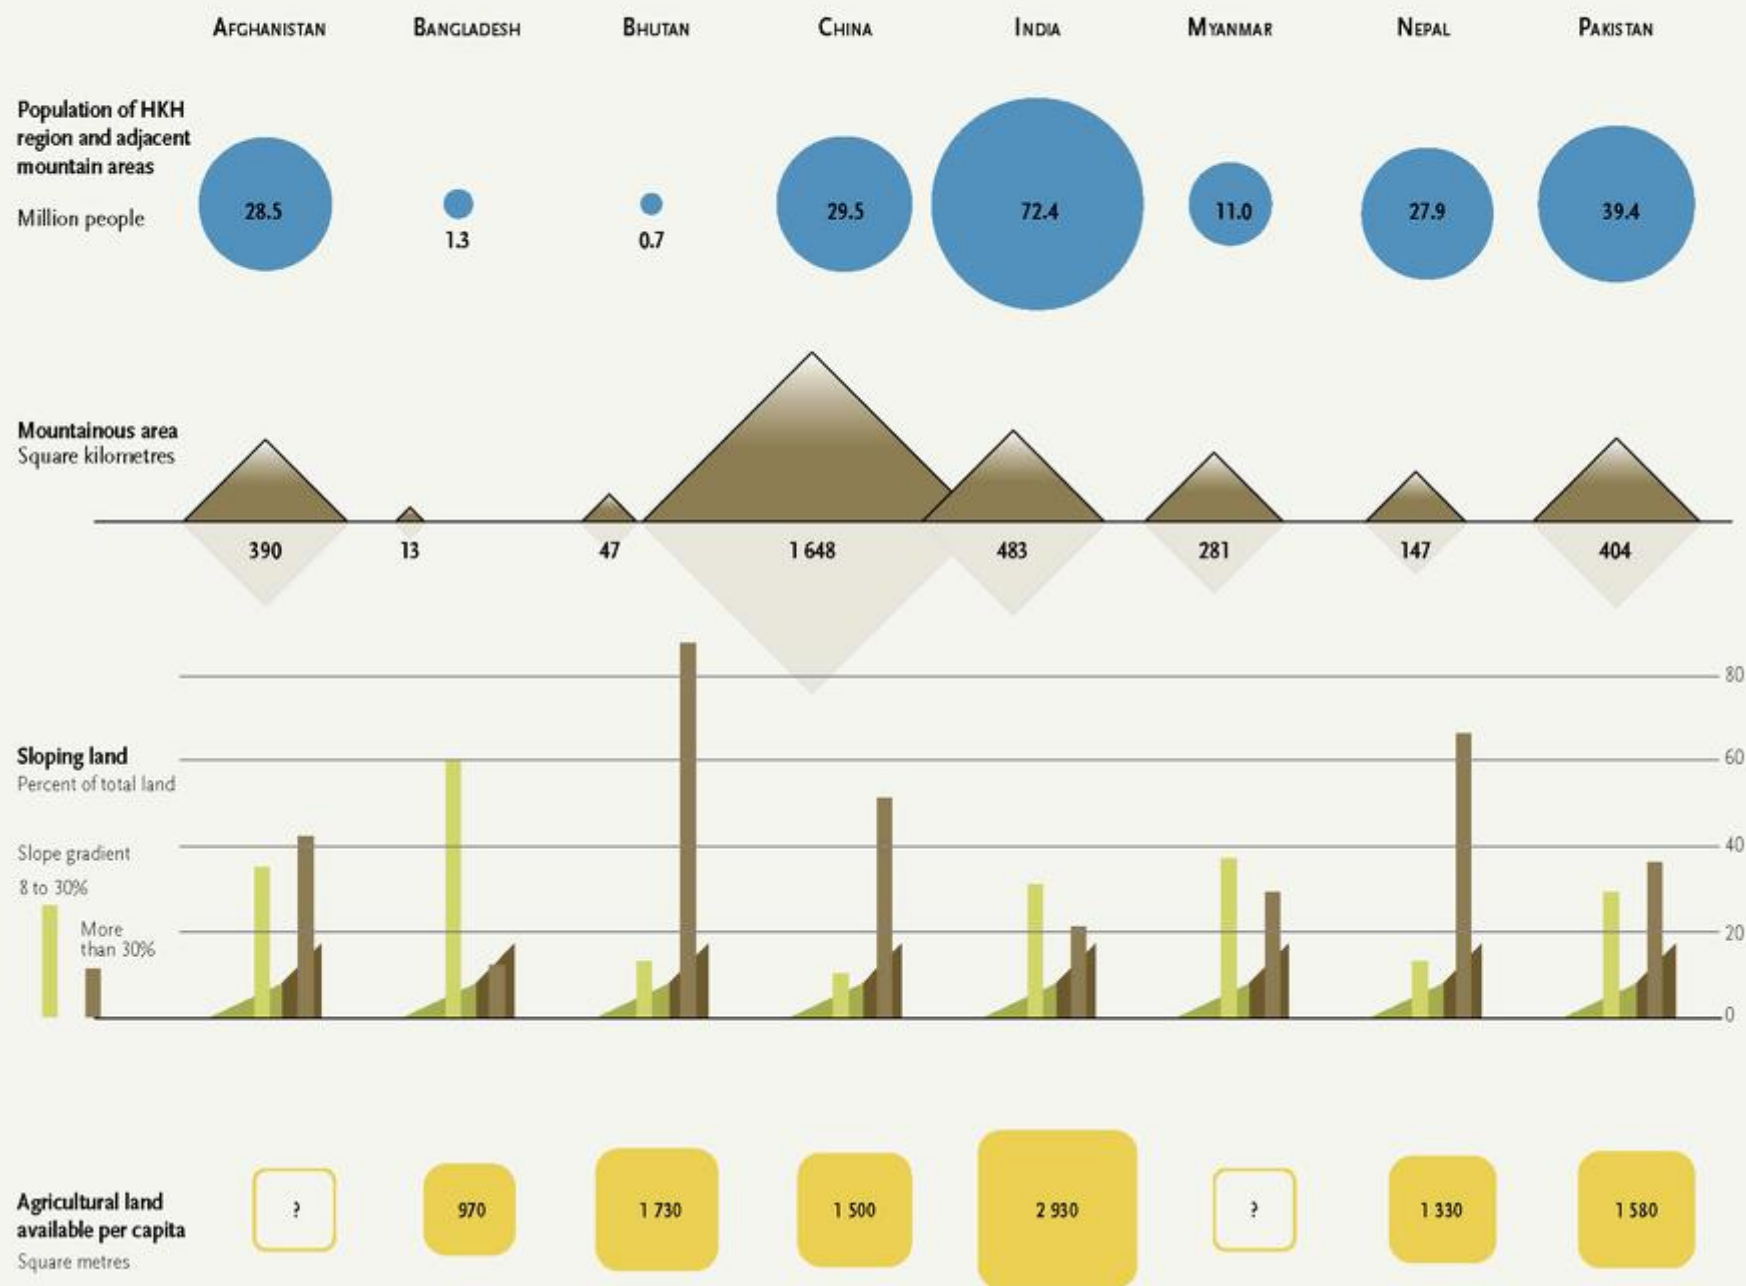 AFGHANISTAN BANGLADESH BHUTAN CHINA INDIA MYANMAR NEPAL PAKISTAN
Population of HKH
region and adjacent
mountain areas
Million people
28.5 1.3 0.7 29.5 72.4 11.0 27.9 39.4
Mountainous area
Square kilometres
390 13 47 1 648 483 281 147 404
80
Sloping land
60
Percent of total land
40
Slope gradient
8 to 30%
More
20
than 30%
0
Agricultural land
available per capita
Square metres
? 970 1 730 1 500 2 930 ? 1 330 1 580